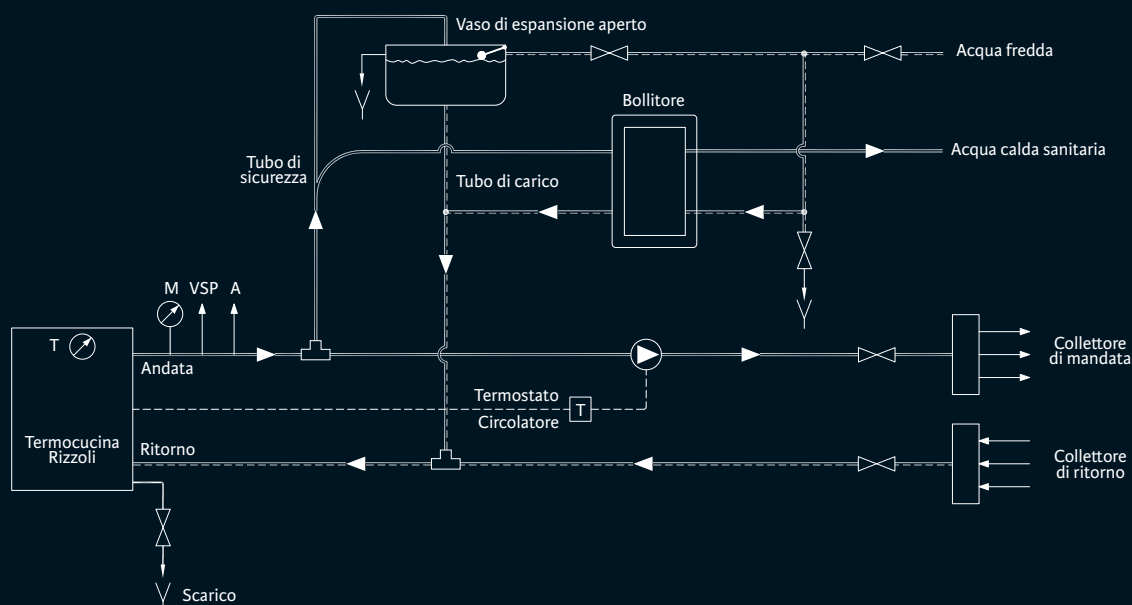 Vaso di espansione aperto
Acqua fredda
Bollitore
Acqua calda sanitaria
Tubo di
sicurezza
Tubo di carico
M
VSP
A
T
Andata
Collettore
di mandata
Termostato
Circolatore
T
Termocucina
Rizzoli
Ritorno
Collettore
di ritorno
Scarico